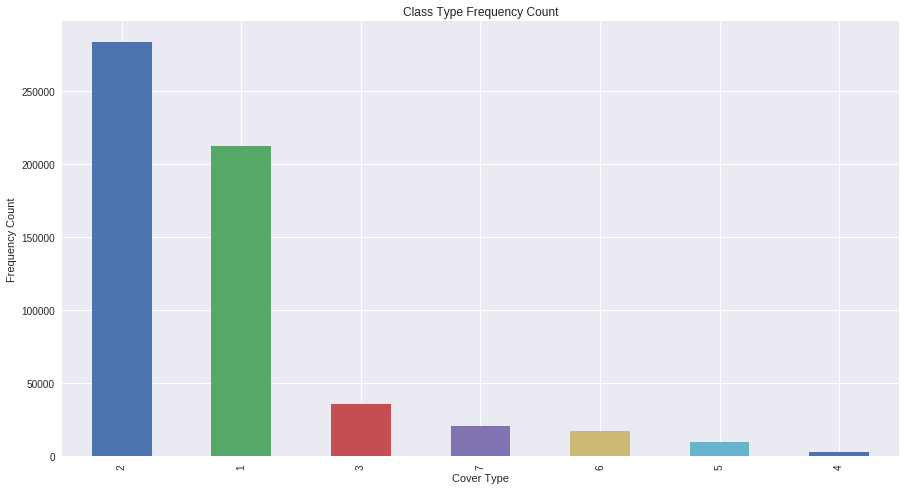 Class Type Frequency Count
Frequency Count
250000
200000
150000
100000
50000
0
2 1 3 7 6 5 4
Cover Type